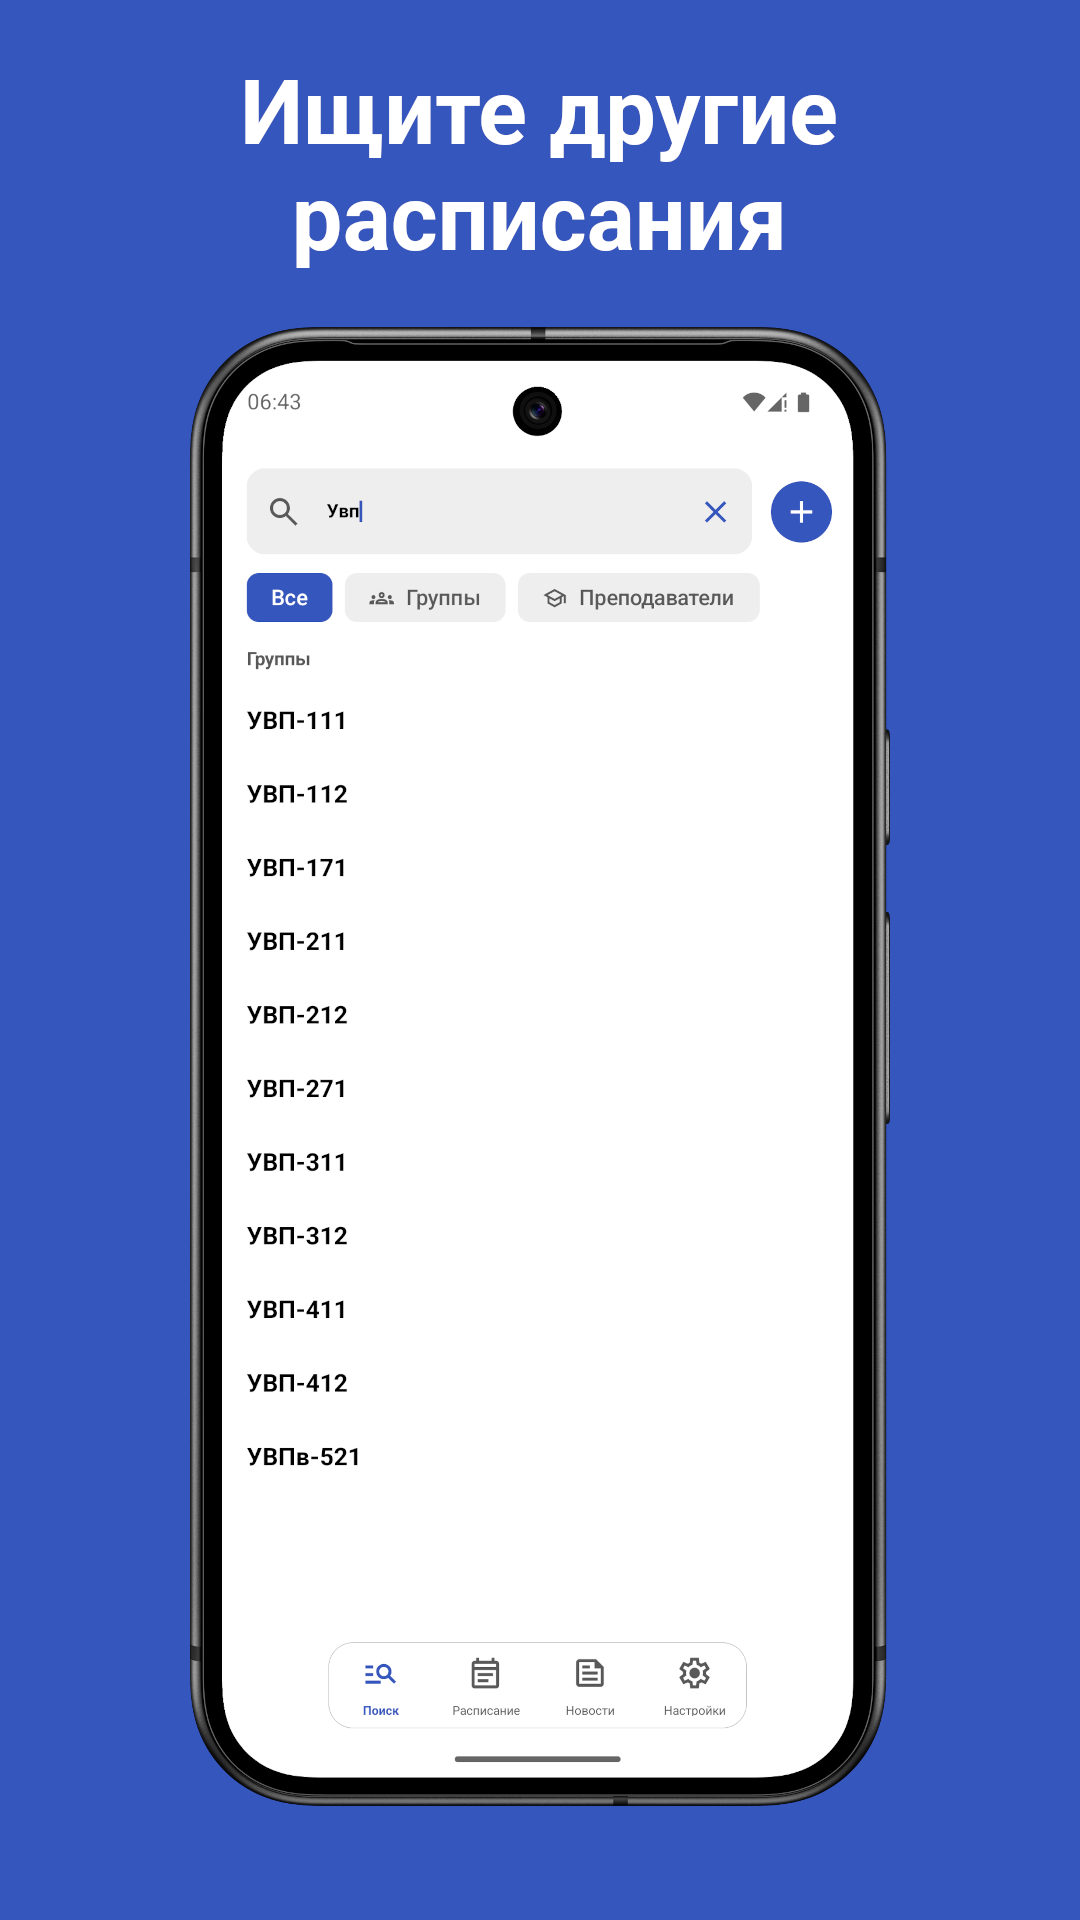 Ищите другие
расписания
06:43
Увп
Все
Группы
Преподаватели
Группы
УВП-111
УВП-112
УВП-171
УВП-211
УВП-212
УВП-271
УВП-311
УВП-312
УВП-411
УВП-412
УВПв-521
Поиск
Расписание
Новости
Настройки